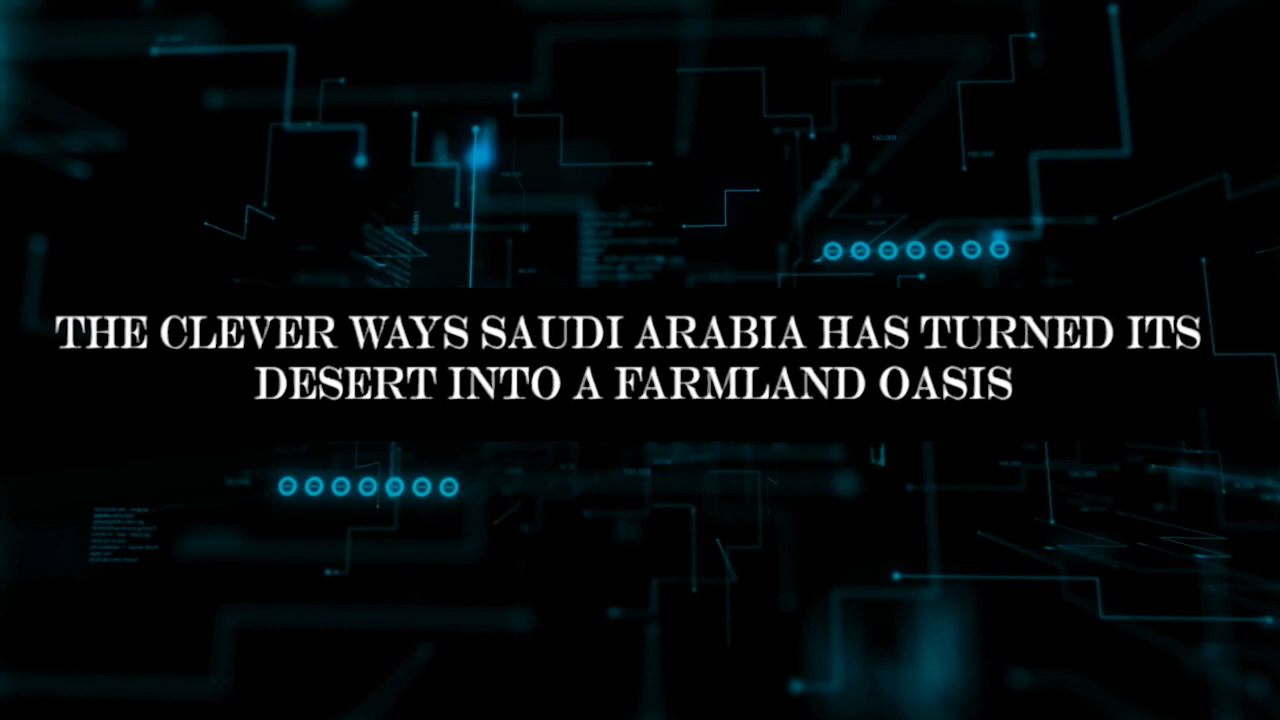 THE CLEVER WAYS SAUDI ARABIA HAS TURNED ITS
DESERT INTO A FARMLAND OASIS